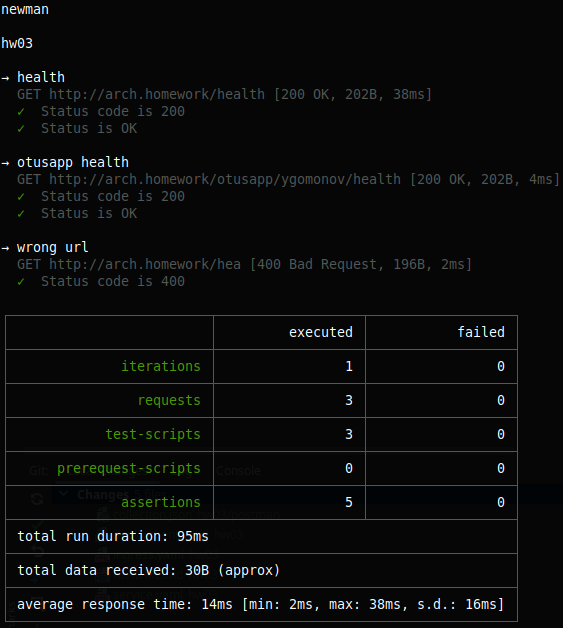 newman
hw03
→ health
GET http://arch.homework/health [200 OK, 202B, 38ms]
✓ Status code is 200
✓ Status is OK
→ otusapp health
GET http://arch.homework/otusapp/ygomonov/health [200 OK, 202B, 4ms]
✓ Status code is 200
✓ Status is OK
→ wrong url
GET http://arch.homework/hea [400 Bad Request, 196B, 2ms]
✓ Status code is 400
executed failed
iterations 1 0
requests 3 0
test-scripts 3 0
prerequest-scripts 0 0
Git: Console
assertions 5 0
Changes
total run duration: 95ms
total data received: 30B (approx)
average response time: 14ms [min: 2ms, max: 38ms, s.d.: 16ms]